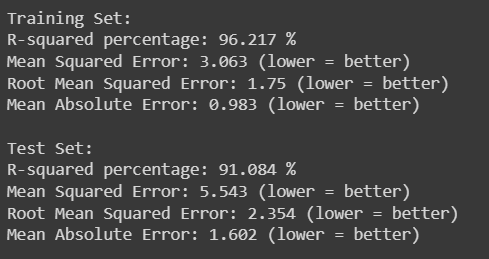 Training Set:
R-squared percentage: 96.217 %
Mean Squared Error: 3.063 (lower = better)
Root Mean Squared Error: 1.75 (lower = better)
Mean Absolute Error: 0.983 (lower = better)

Test Set:
R-squared percentage: 91.084 %
Mean Squared Error: 5.543 (lower = better)
Root Mean Squared Error: 2.354 (lower = better)
Mean Absolute Error: 1.602 (lower = better)